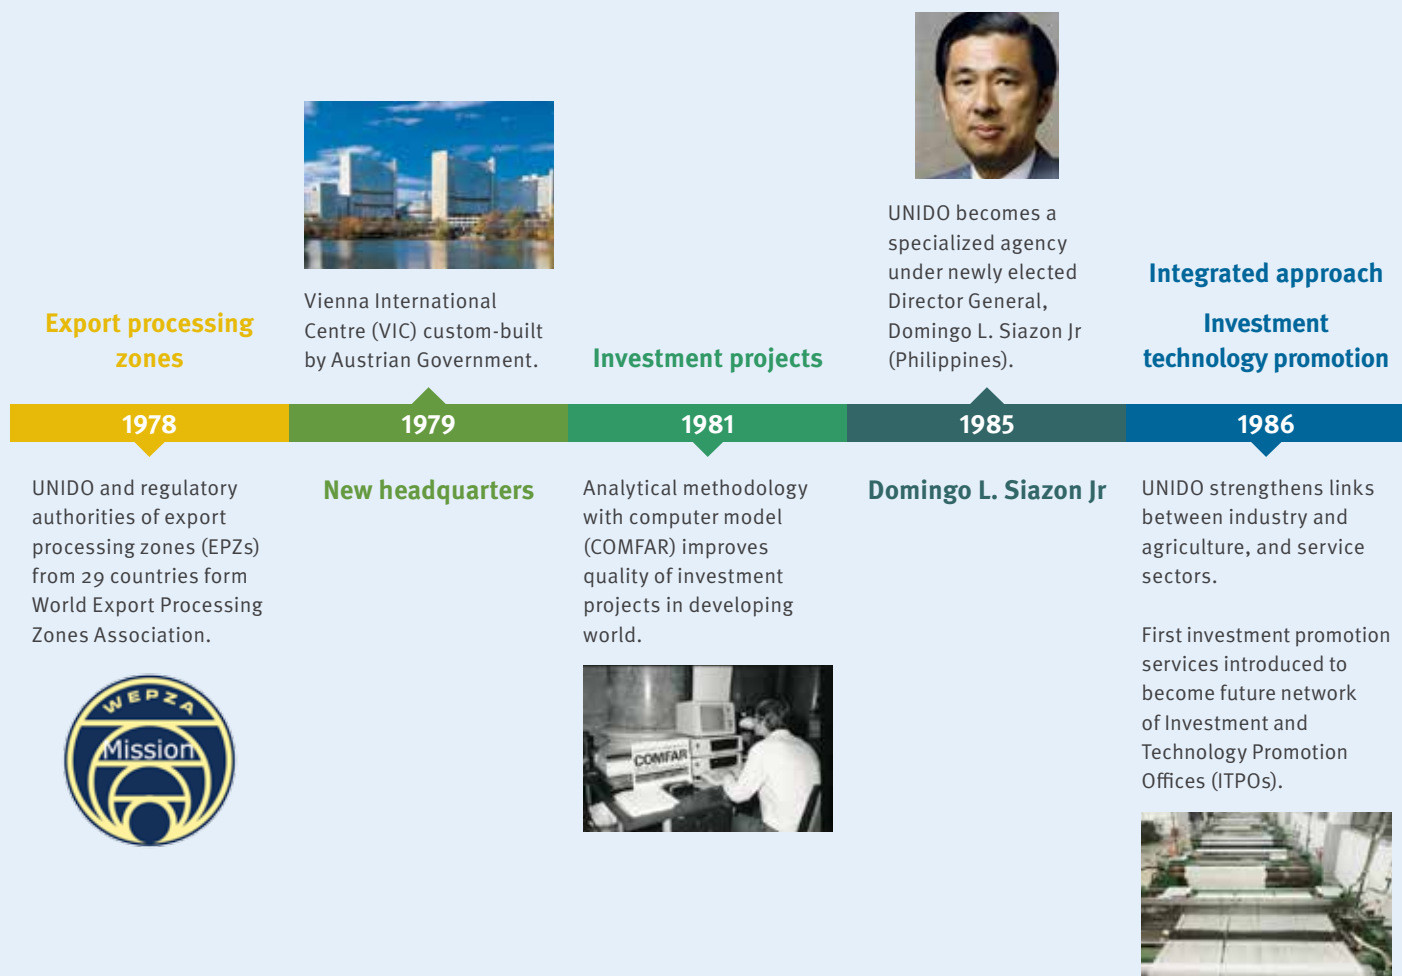 Export processing
zones
1978
UNIDO and regulatory
authorities of export
processing zones (EPZs)
from 29 countries form
World Export Processing
Zones Association.
WEPZA
Mission
Vienna International
Centre (VIC) custom-built
by Austrian Government.
1979
New headquarters
Investment projects
1981
Analytical methodology
with computer model
(COMFAR) improves
quality of investment
projects in developing
world.
COMFAR
UNIDO becomes a
specialized agency
under newly elected
Director General,
Domingo L. Siazon Jr
(Philippines).
1985
Domingo L. Siazon Jr
Integrated approach
Investment
technology promotion
1986
UNIDO strengthens links
between industry and
agriculture, and service
sectors.
First investment promotion
services introduced to
become future network
of Investment and
Technology Promotion
Offices (ITPOs).